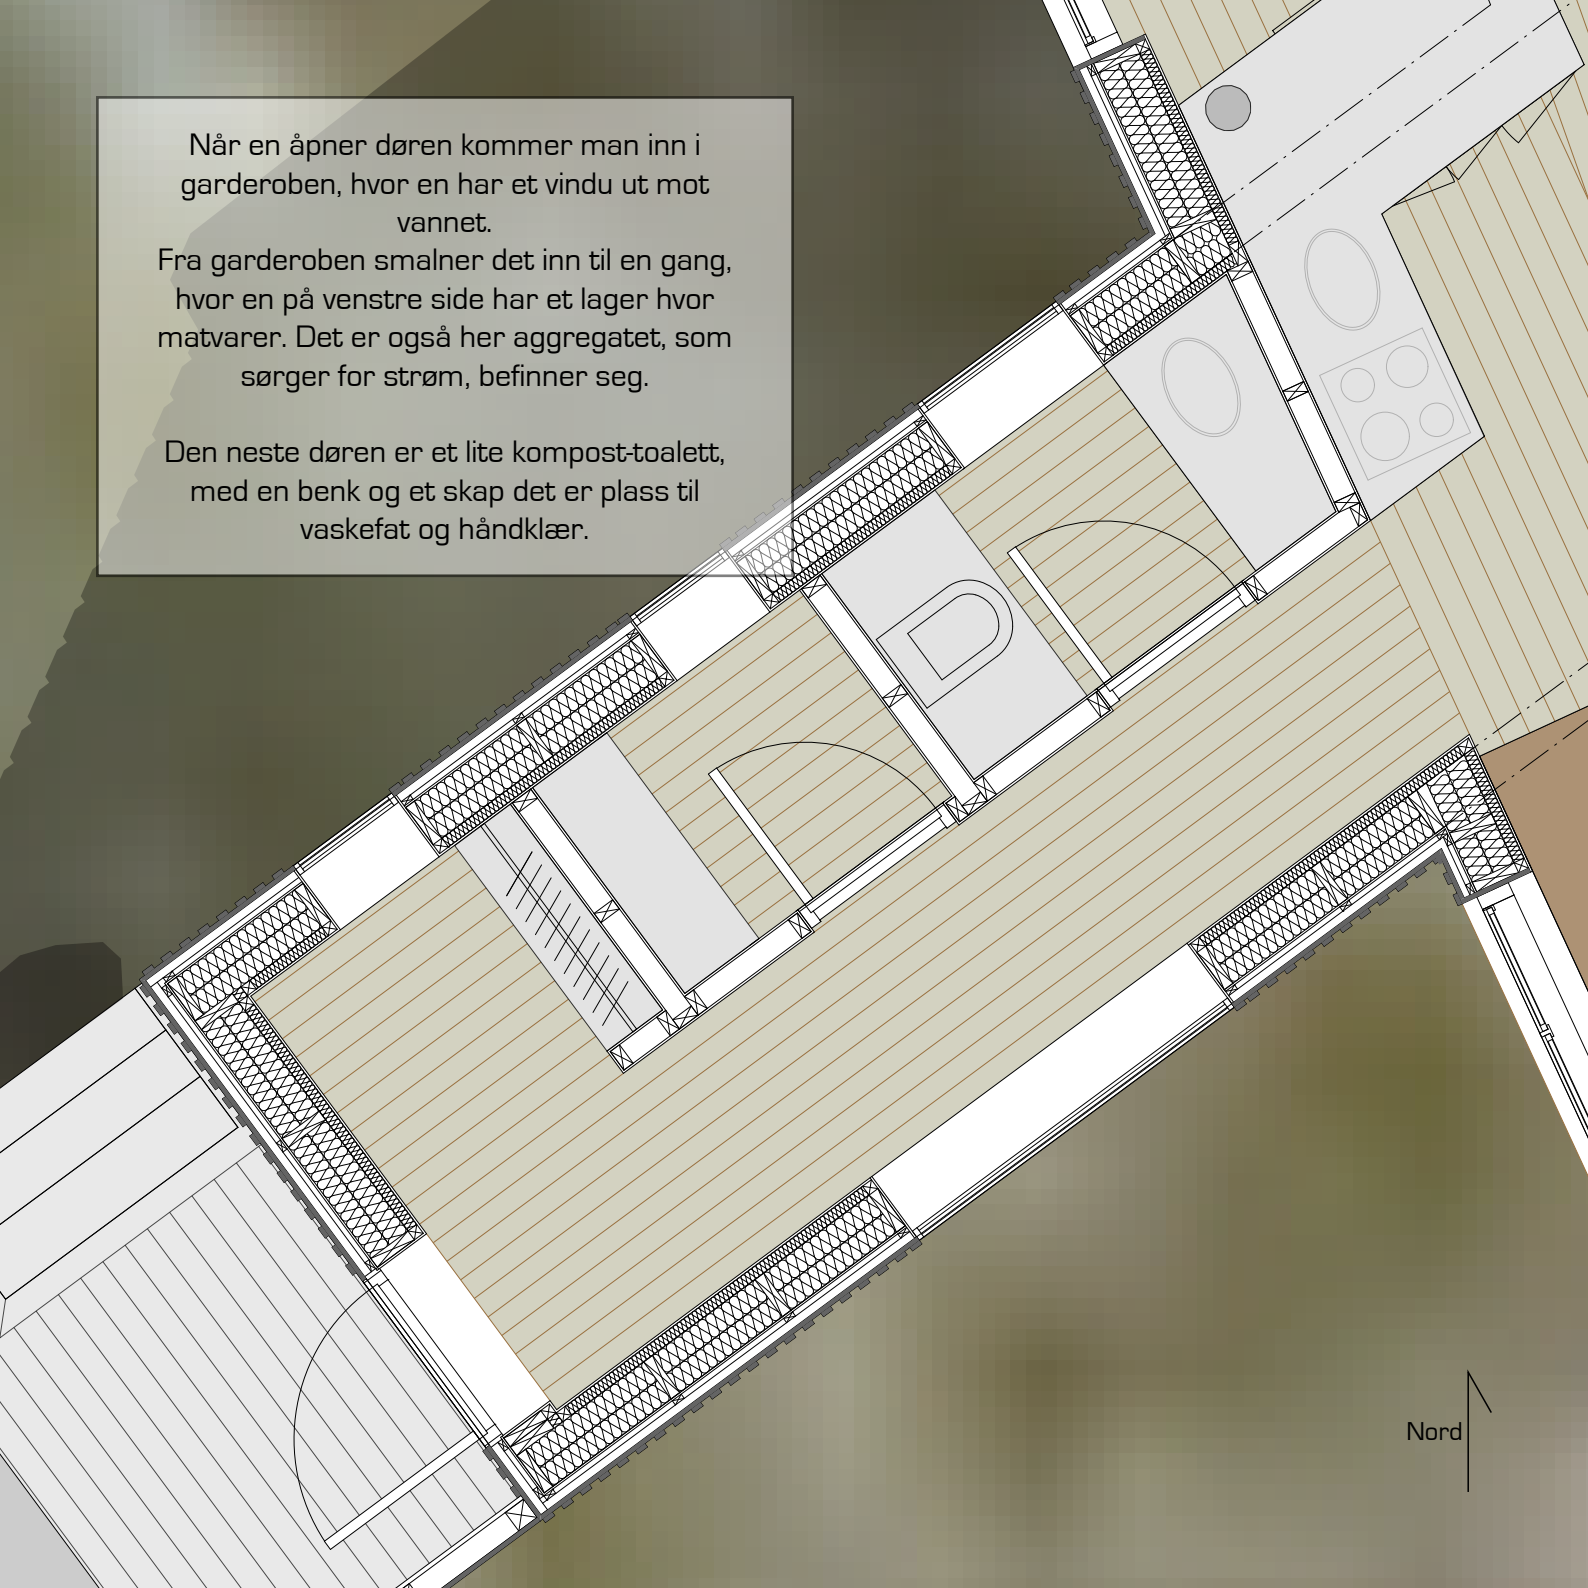 Når en åpner døren kommer man inn i
garderoben, hvor en har et vindu ut mot
vannet.
Fra garderoben smalner det inn til en gang,
hvor en på venstre side har et lager hvor
matvarer. Det er også her aggregatet, som
sørger for strøm, befinner seg.
Den neste døren er et lite kompost-toalett,
med en benk og et skap det er plass til
vaskefat og håndklær.
Nord